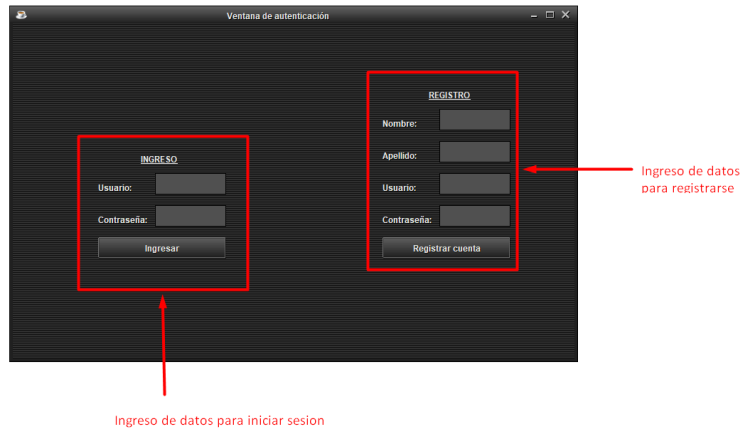 Ventana de autenticación
REGISTRO
Nombre:
Apellido:
Usuario:
Contraseña:
Registrar cuenta
INGRESO
Usuario:
Contraseña:
Ingresar
Ingreso de datos
para registrarse
Ingreso de datos para iniciar sesion